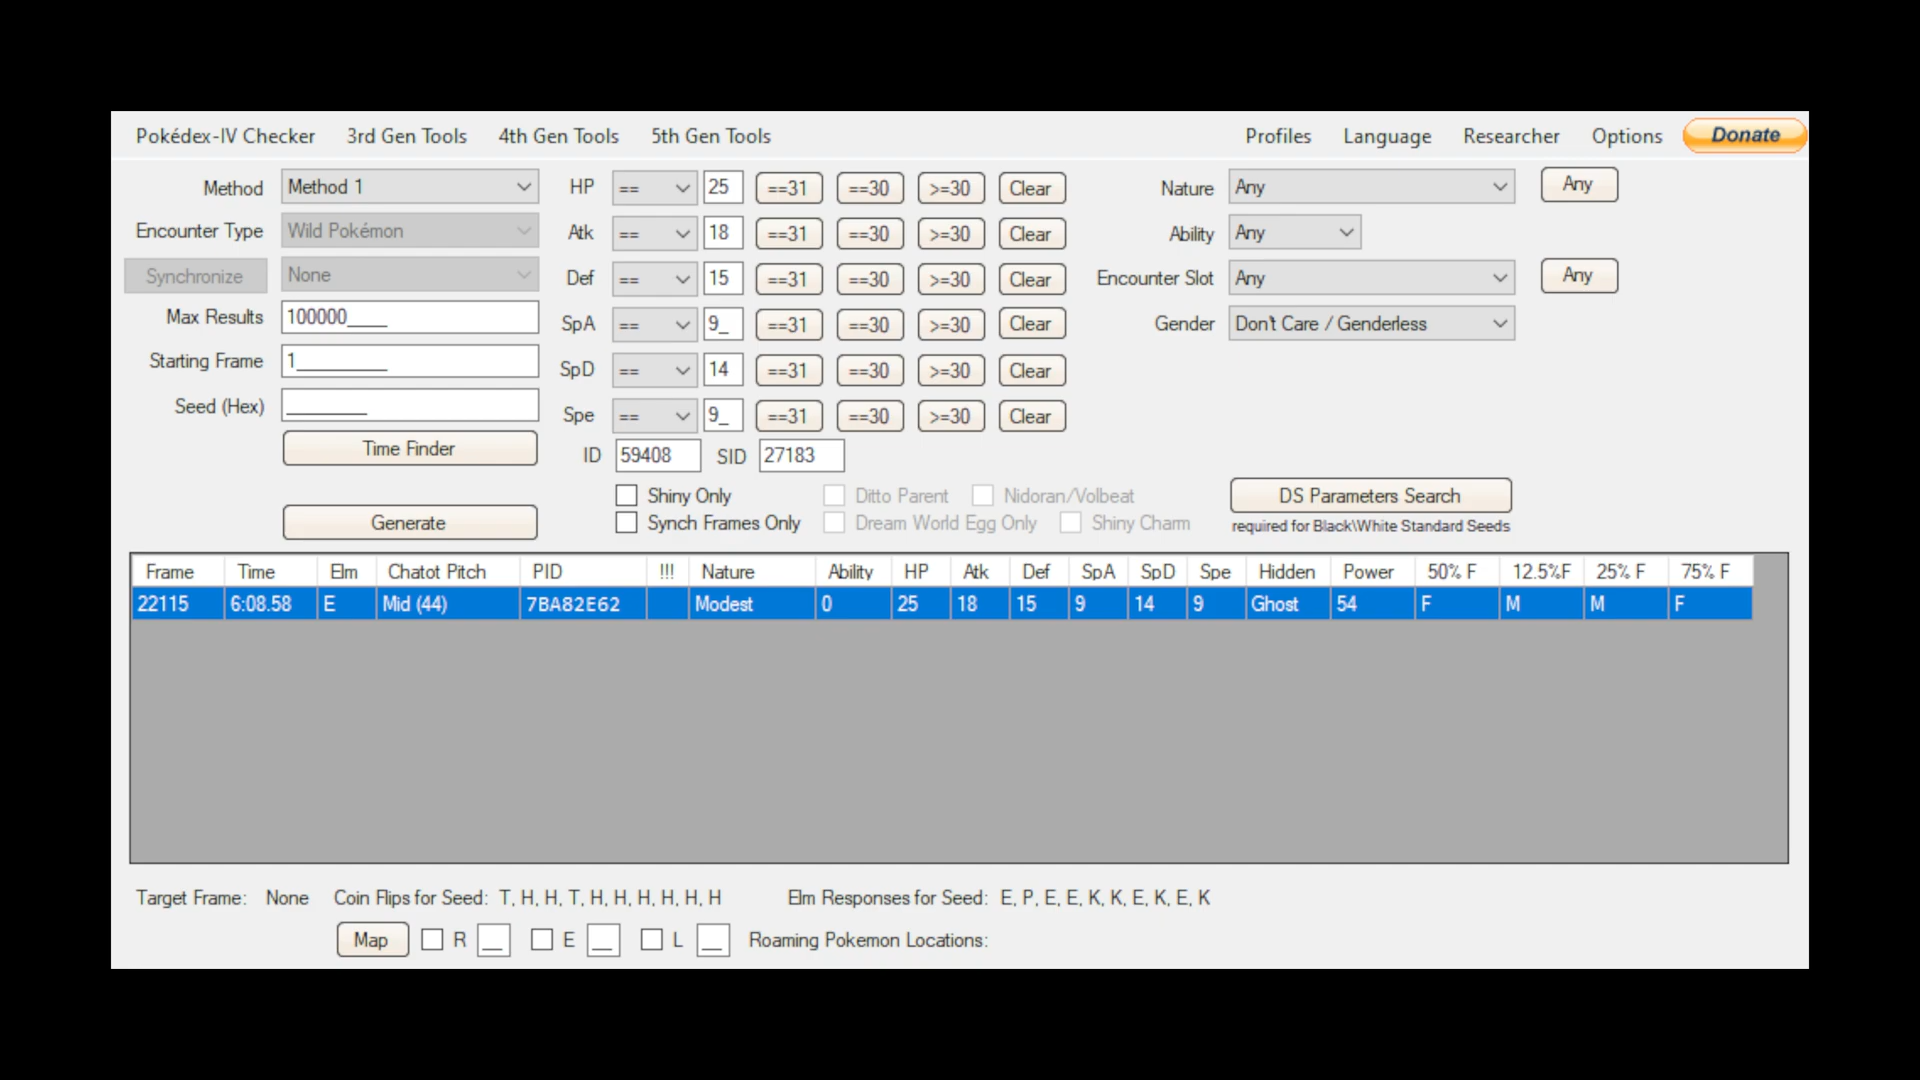 Pokédex-IV Checker 3rd Gen Tools 4th Gen Tools 5th Gen Tools Profiles Language Researcher Options Donate
Method Method 1 HP == 25 ==31 ==30 >=30 Clear Nature Any Any
Encounter Type Wild Pokémon Atk == 18 ==31 ==30 >=30 Clear Ability Any
Synchronize None Def == 15 ==31 ==30 >=30 Clear Encounter Slot Any Any
Max Results 100000____ SpA == 9_ ==31 ==30 >=30 Clear Gender Don't Care / Genderless
Starting Frame 1_________ SpD == 14 ==31 ==30 >=30 Clear
Seed (Hex) ________ Spe == 9_ ==31 ==30 >=30 Clear
Time Finder ID 59408 SID 27183
Shiny Only Ditto Parent Nidoran/Volbeat DS Parameters Search
Generate Synch Frames Only Dream World Egg Only Shiny Charm required for Black\White Standard Seeds
Frame Time Elm Chatot Pitch PID !!! Nature Ability HP Atk Def SpA SpD Spe Hidden Power 50% F 12.5%F 25% F 75% F
22115 6:08.58 E Mid (44) 7BA82E62 Modest 0 25 18 15 9 14 9 Ghost 54 F M M F
Target Frame: None Coin Flips for Seed: T, H, H, T, H, H, H, H, H, H Elm Responses for Seed: E, P, E, E, K, K, E, K, E, K
Map R __ E __ L __ Roaming Pokemon Locations: